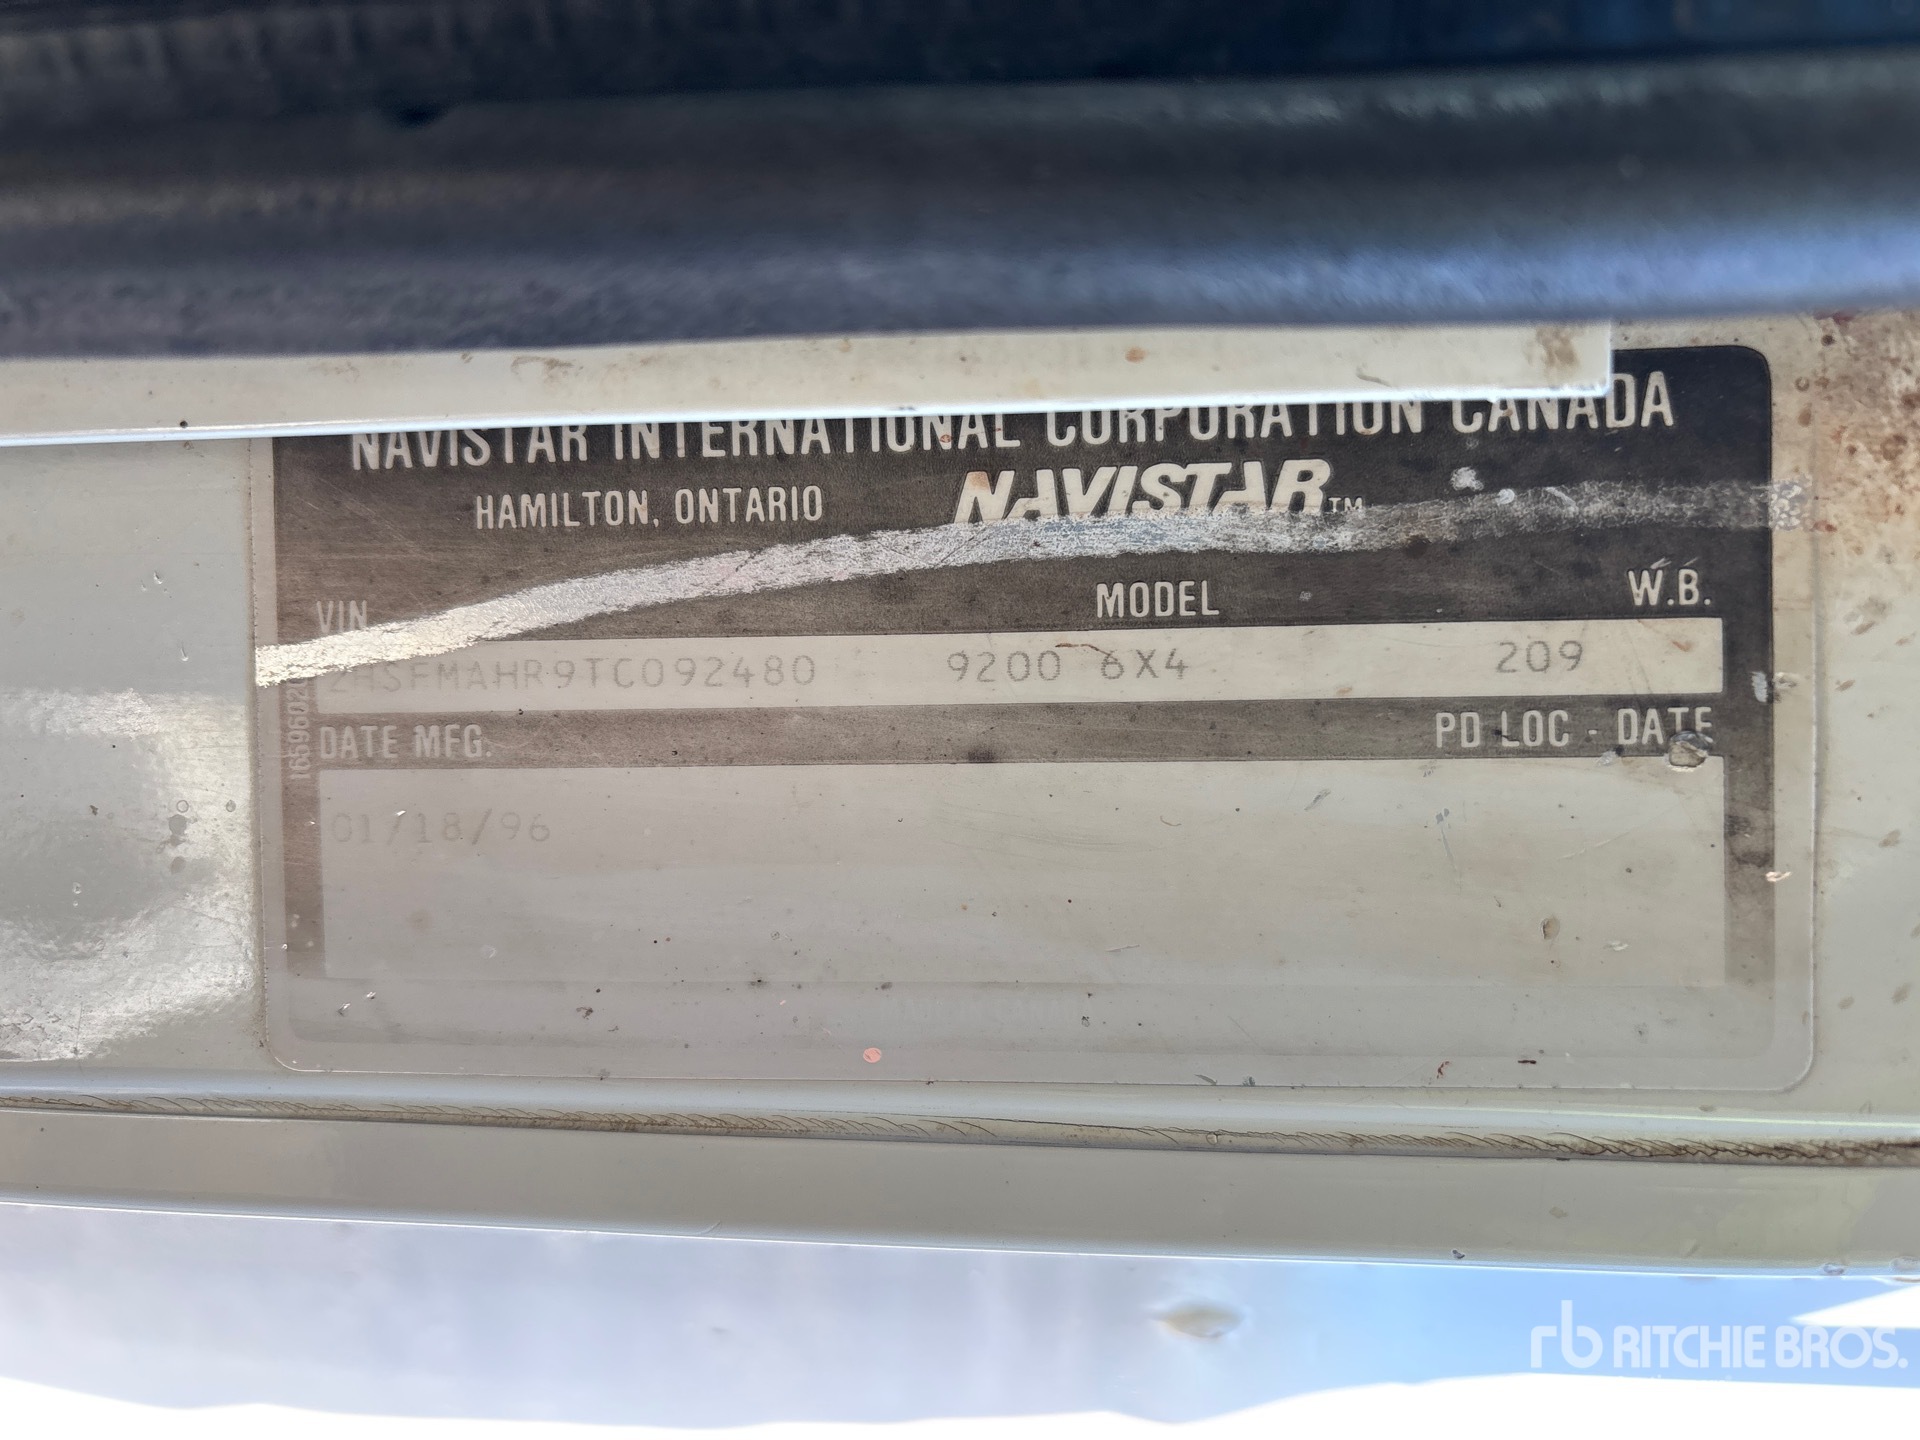 NAVISTAR INTERNATIONAL CORPORATION CANADA
HAMILTON, ONTARIO NAVISTAR™
VIN MODEL W.B.
2HSFMAHR9TC092480 9200 6X4 209
DATE MFG. PD LOC - DATE
01/18/96
rb RITCHIE BROS.